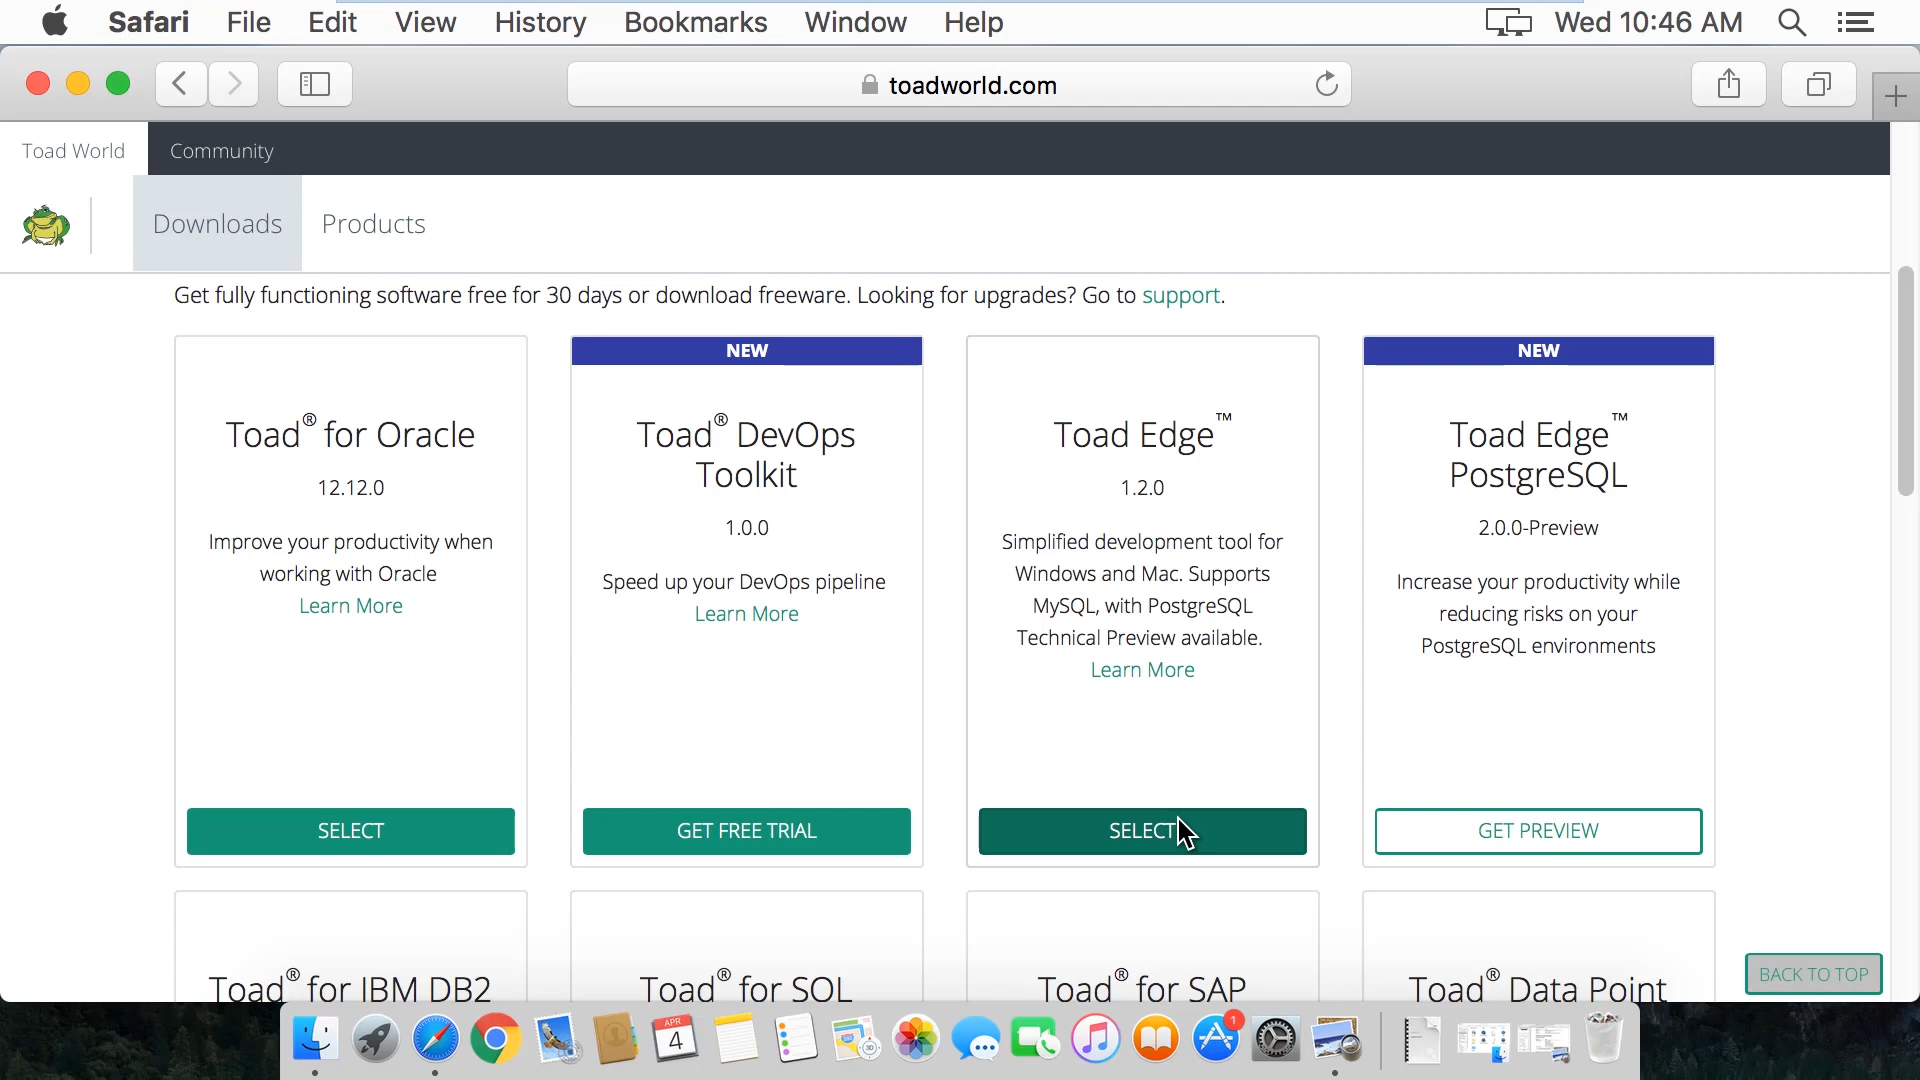 Safari File Edit View History Bookmarks Window Help Wed 10:46 AM
toadworld.com
Toad World Community
Downloads Products
Get fully functioning software free for 30 days or download freeware. Looking for upgrades? Go to support.
Toad® for Oracle
12.12.0
Improve your productivity when
working with Oracle
Learn More
SELECT
NEW
Toad® DevOps
Toolkit
1.0.0
Speed up your DevOps pipeline
Learn More
GET FREE TRIAL
Toad Edge™
1.2.0
Simplified development tool for
Windows and Mac. Supports
MySQL, with PostgreSQL
Technical Preview available.
Learn More
SELECT
NEW
Toad Edge™
PostgreSQL
2.0.0-Preview
Increase your productivity while
reducing risks on your
PostgreSQL environments
GET PREVIEW
Toad® for IBM DB2
Toad® for SQL
Toad® for SAP
Toad® Data Point
BACK TO TOP
APR
4
3D
1